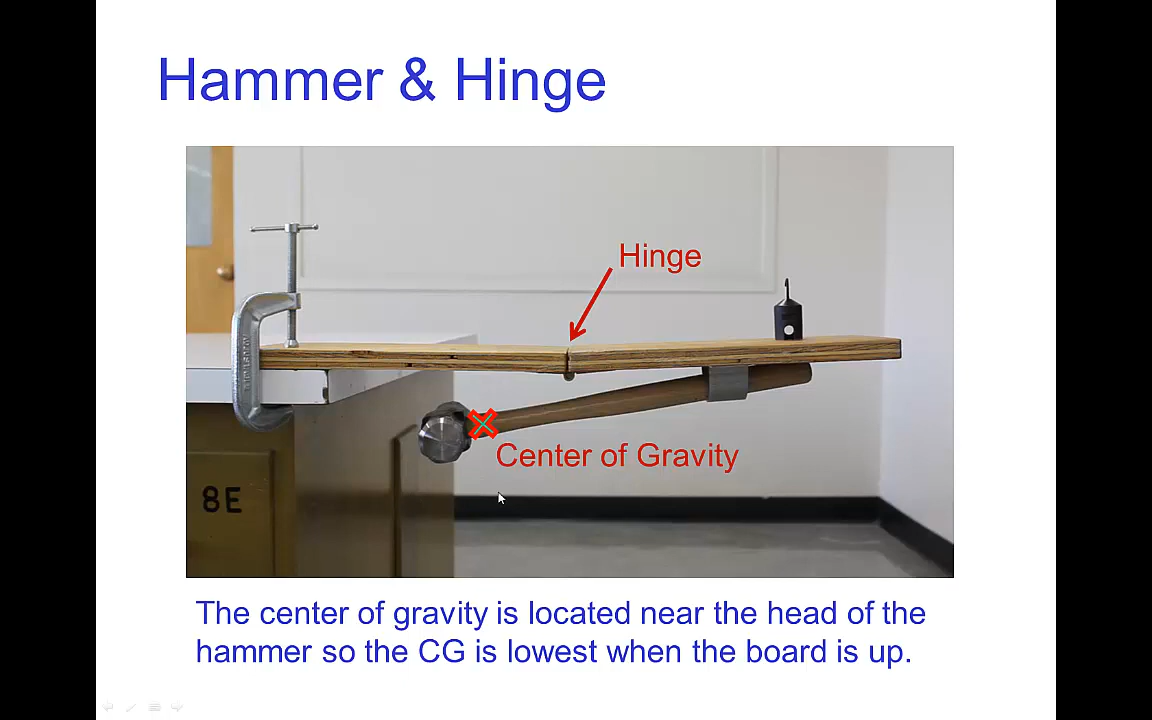 Hammer & Hinge
Hinge
Center of Gravity
8E
The center of gravity is located near the head of the
hammer so the CG is lowest when the board is up.